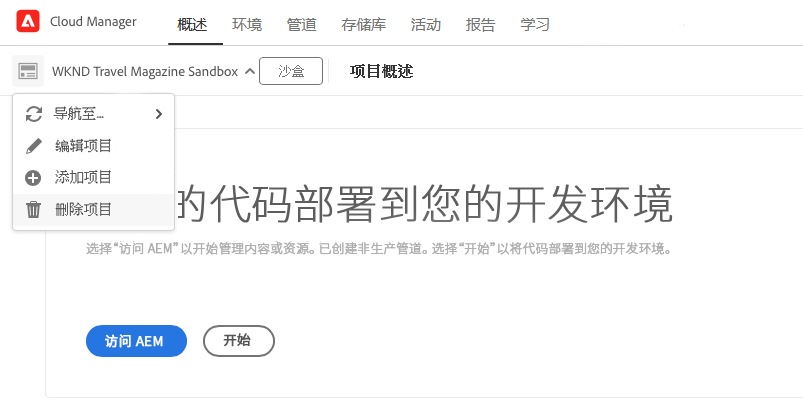 Cloud Manager 概述 环境 管道 存储库 活动 报告 学习
WKND Travel Magazine Sandbox 沙盒 项目概述
导航至...
编辑项目
添加项目
删除项目
的代码部署到您的开发环境
选择“访问 AEM”以开始管理内容或资源。已创建非生产管道。选择“开始”以将代码部署到您的开发环境。
访问 AEM 开始